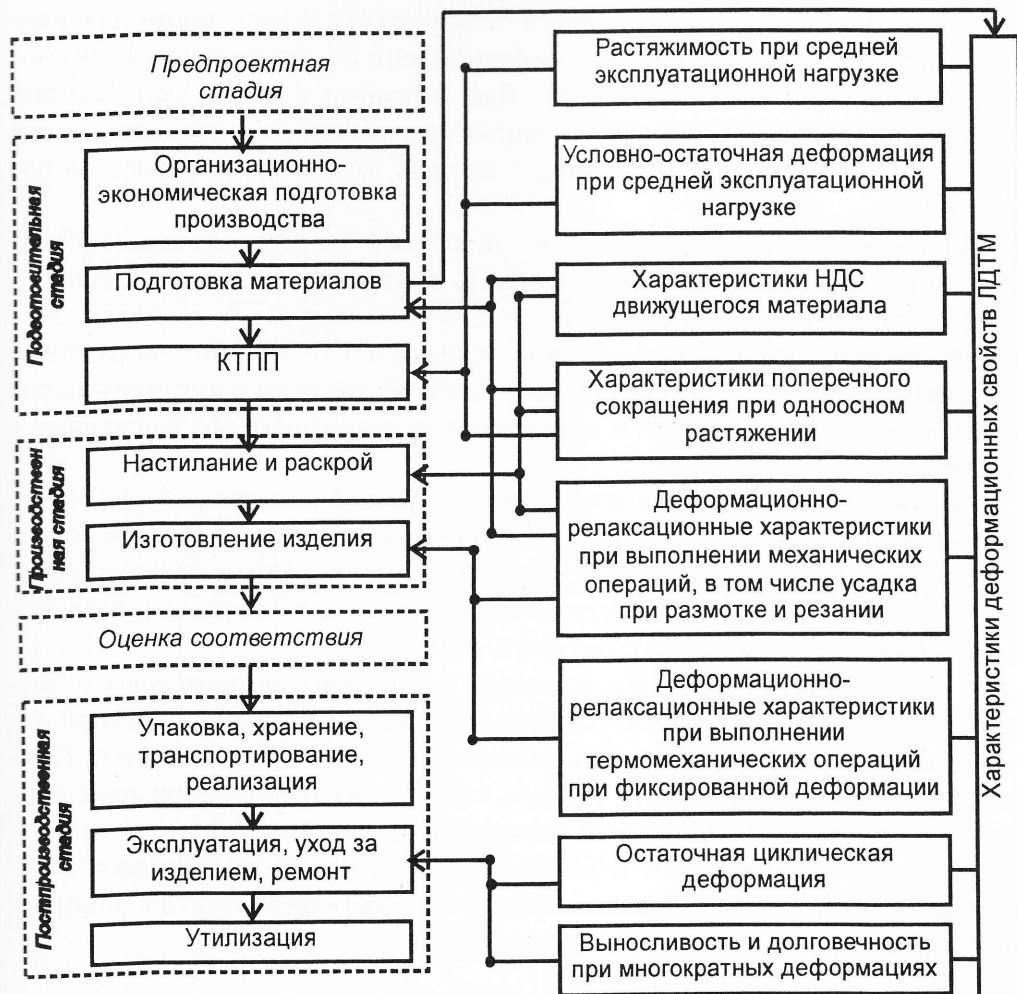 Предпроектная
стадия
Подготовительная
стадия
Организационно-
экономическая подготовка
производства
Подготовка материалов
КТПП
Производствен
ная стадия
Настилание и раскрой
Изготовление изделия
Оценка соответствия
Постпроизводственная
стадия
Упаковка, хранение,
транспортирование,
реализация
Эксплуатация, уход за
изделием, ремонт
Утилизация
Растяжимость при средней
эксплуатационной нагрузке
Условно-остаточная деформация
при средней эксплуатационной
нагрузке
Характеристики НДС
движущегося материала
Характеристики поперечного
сокращения при одноосном
растяжении
Деформационно-
релаксационные характеристики
при выполнении механических
операций, в том числе усадка
при размотке и резании
Деформационно-
релаксационные характеристики
при выполнении
термомеханических операций
при фиксированной деформации
Остаточная циклическая
деформация
Выносливость и долговечность
при многократных деформациях
Характеристики деформационных свойств ЛДТМ